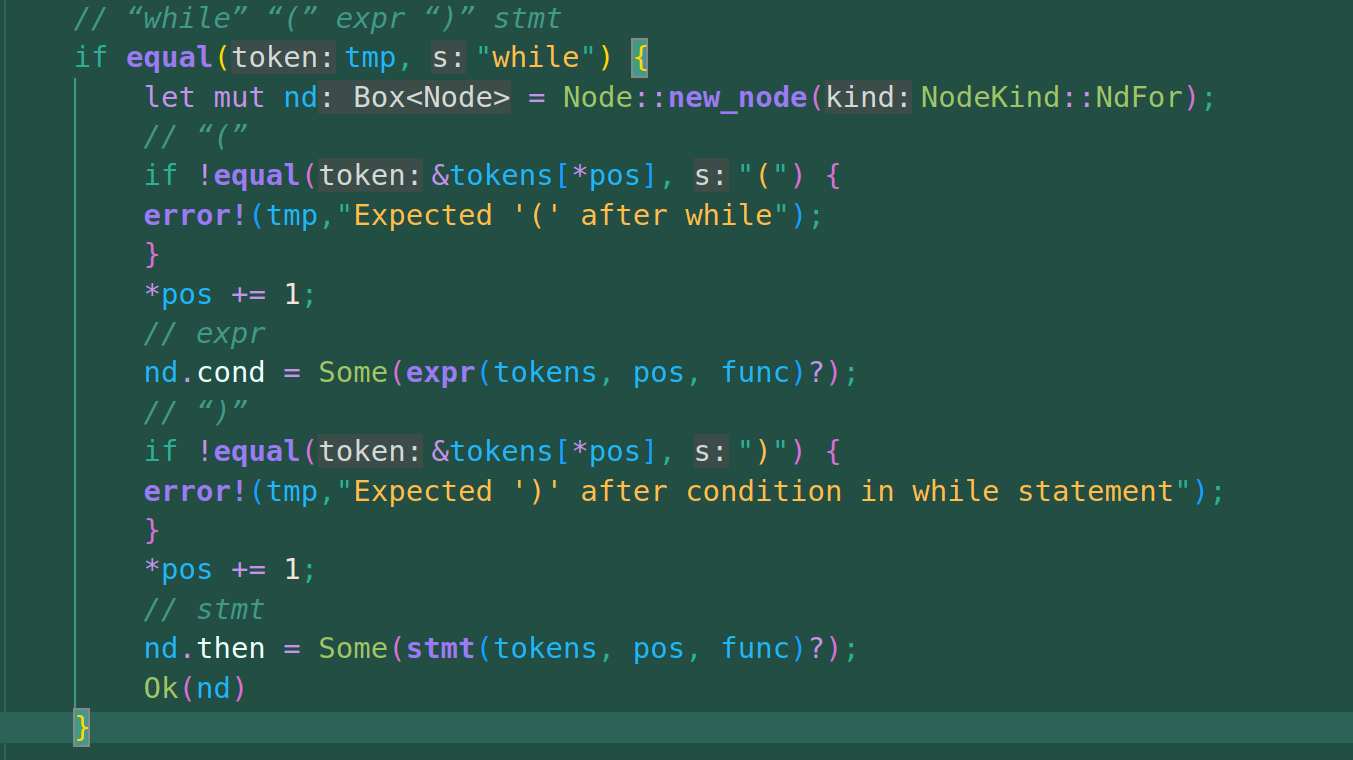 // “while” “(” expr “)” stmt
if equal(token: tmp, s: "while") {
let mut nd: Box<Node> = Node::new_node(kind: NodeKind::NdFor);
// “(”
if !equal(token: &tokens[*pos], s: "(") {
error!(tmp,"Expected '(' after while");
}
*pos += 1;
// expr
nd.cond = Some(expr(tokens, pos, func)?);
// “)”
if !equal(token: &tokens[*pos], s: ")") {
error!(tmp,"Expected ')' after condition in while statement");
}
*pos += 1;
// stmt
nd.then = Some(stmt(tokens, pos, func)?);
Ok(nd)
}